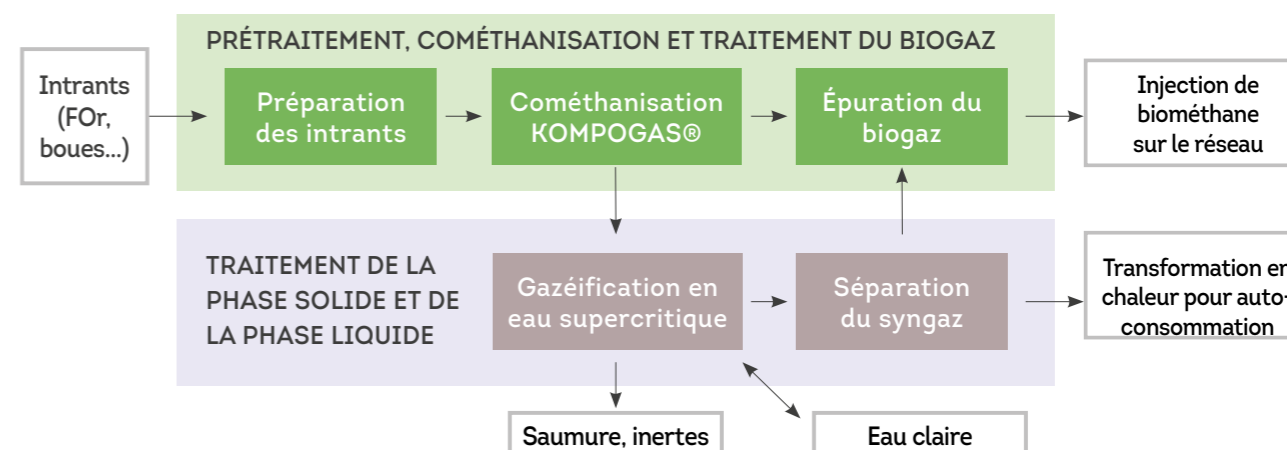 PRÉTRAITEMENT, COMÉTHANISATION ET TRAITEMENT DU BIOGAZ
Intrants
(FOr,
boues...)
Préparation
des intrants
Cométhanisation
KOMPOGAS®
Épuration du
biogaz
Injection de
biométhane
sur le réseau
TRAITEMENT DE LA
PHASE SOLIDE ET DE
LA PHASE LIQUIDE
Gazéification en
eau supercritique
Séparation
du syngaz
Transformation en
chaleur pour auto-
consommation
Saumure, inertes
Eau claire